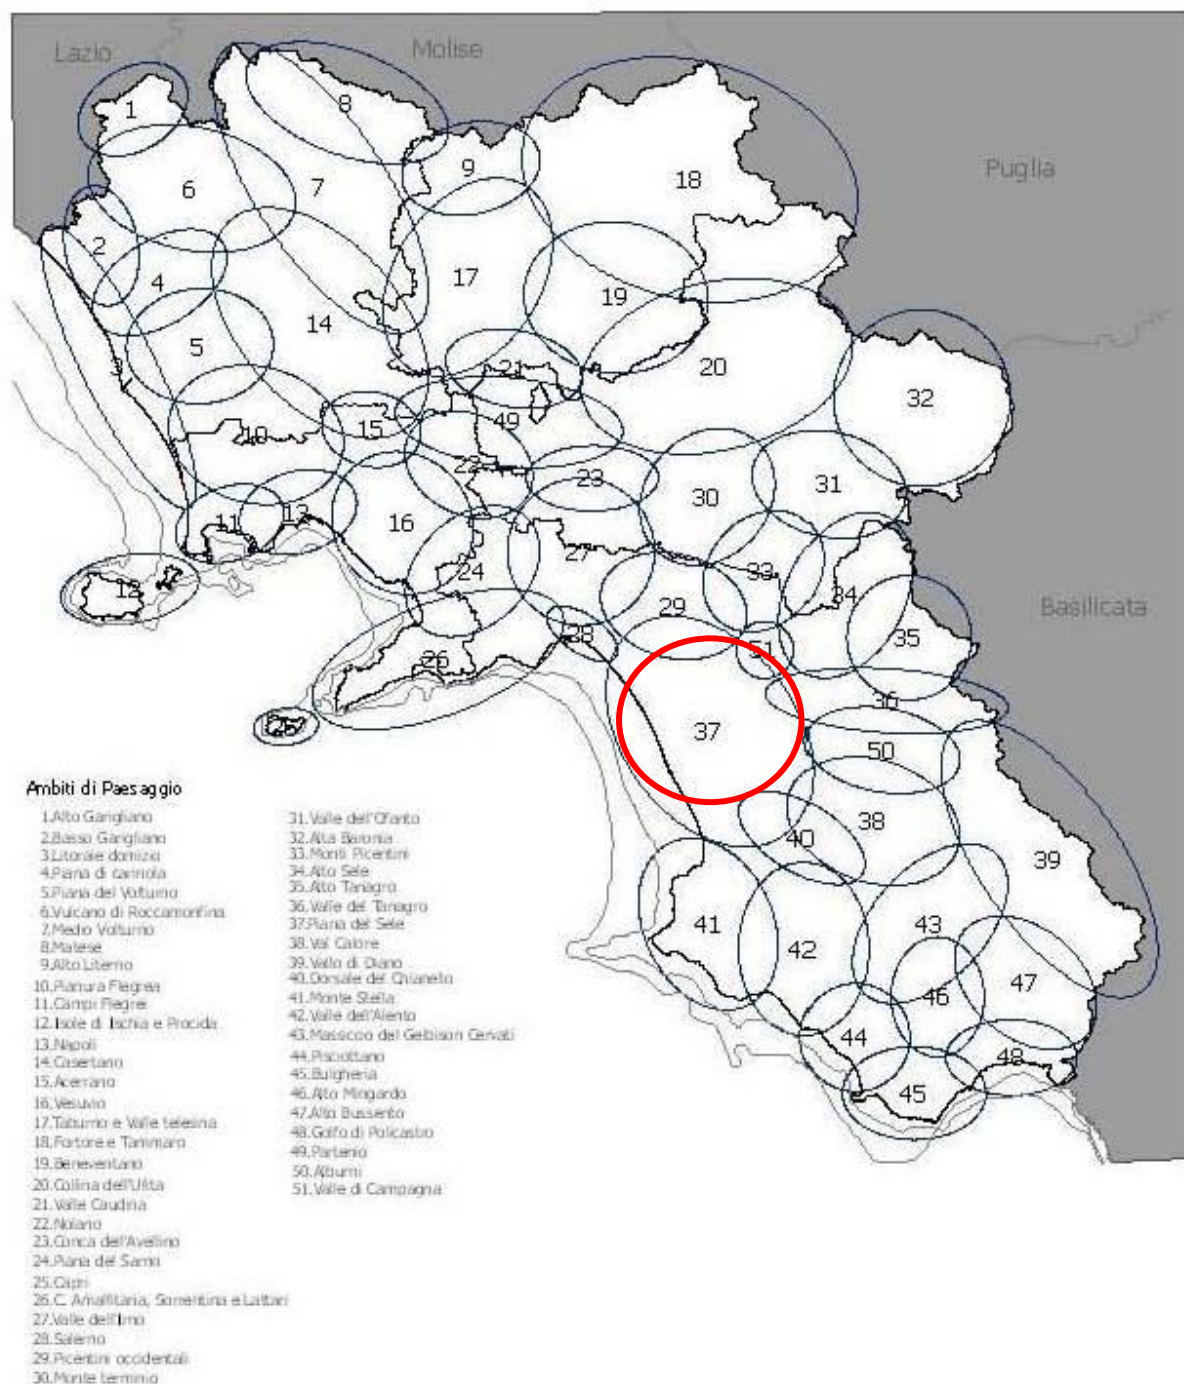 Lazio
Molise
Puglia
Basilicata
1
8
9
18
6
7
2
4
17
19
14
5
3
21
20
32
49
10
15
22
23
30
31
11
13
16
12
24
27
33
34
29
28
51
35
26
25
36
37
50
38
40
39
41
42
43
46
47
44
48
45
Ambiti di Paesaggio
1.Alto Garigliano
2.Basso Garigliano
3.Litorale domizio
4.Piana di carinola
5.Piana del Volturno
6.Vulcano di Roccamonfina
7.Medio Volturno
8.Matese
9.Alto Literno
10.Pianura Flegrea
11.Campi Flegrei
12.Isole di Ischia e Procida
13.Napoli
14.Casertano
15.Acerrano
16.Vesuvio
17.Taburno e Valle telesina
18.Fortore e Tammaro
19.Beneventano
20.Collina dell'Ufita
21.Valle Caudina
22.Nolano
23.Conca dell'Avellino
24.Piana del Sarno
25.Capri
26.C. Amalfitana, Sorrentina e Lattari
27.Valle dell'Irno
28.Salerno
29.Picentini occidentali
30.Monte terminio
31.Valle dell'Ofanto
32.Alta Baronia
33.Monti Picentini
34.Alto Sele
35.Alto Tanagro
36.Valle del Tanagro
37.Piana del Sele
38.Val Calore
39.Vallo di Diano
40.Dorsale del Chianello
41.Monte Stella
42.Valle dell'Alento
43.Massiccio del Gelbison Cervati
44.Pisciottano
45.Bulgheria
46.Alto Mingardo
47.Alto Bussento
48.Golfo di Policastro
49.Partenio
50.Alburni
51.Valle di Campagna